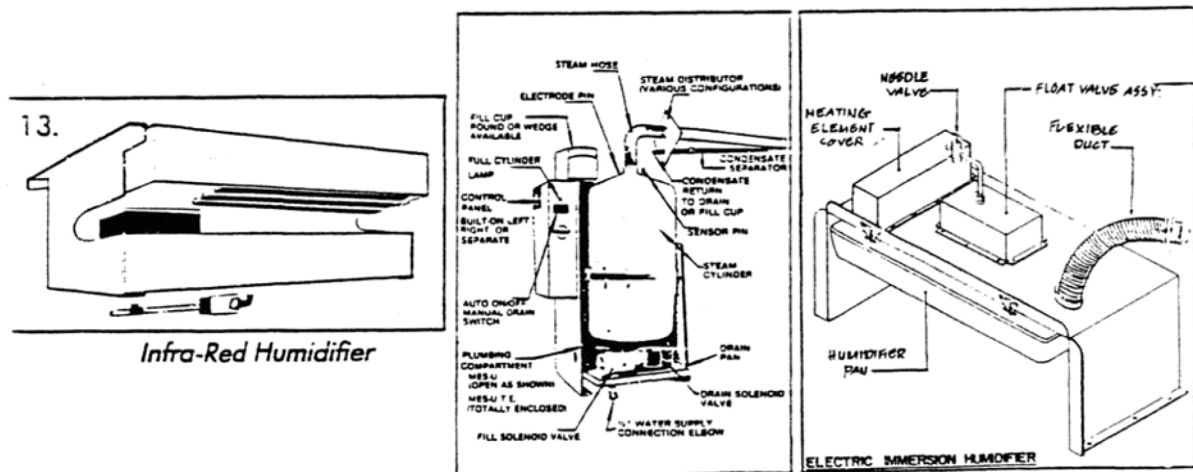 13.
Infra-Red Humidifier
STEAM HOSE
STEAM DISTRIBUTOR
(VARIOUS CONFIGURATIONS)
ELECTRODE PIN
FILL CUP
ROUND OR WEDGE
AVAILABLE
FULL CYLINDER
LAMP
CONTROL
PANEL
BUILT-ON LEFT
RIGHT OR
SEPARATE
CONDENSATE
SEPARATOR
CONDENSATE
RETURN
TO DRAIN
OR FILL CUP
SENSOR PIN
STEAM
CYLINDER
AUTO ON/OFF
MANUAL DRAIN
SWITCH
PLUMBING
COMPARTMENT
MES-U
(OPEN AS SHOWN)
MES-U T.E.
(TOTALLY ENCLOSED)
DRAIN
PAN
DRAIN SOLENOID
VALVE
WATER SUPPLY
CONNECTION ELBOW
FILL SOLENOID VALVE
NEEDLE
VALVE
FLOAT VALVE ASSY.
HEATING
ELEMENT
COVER
FLEXIBLE
DUCT
HUMIDIFIER
PAN
ELECTRIC IMMERSION HUMIDIFIER